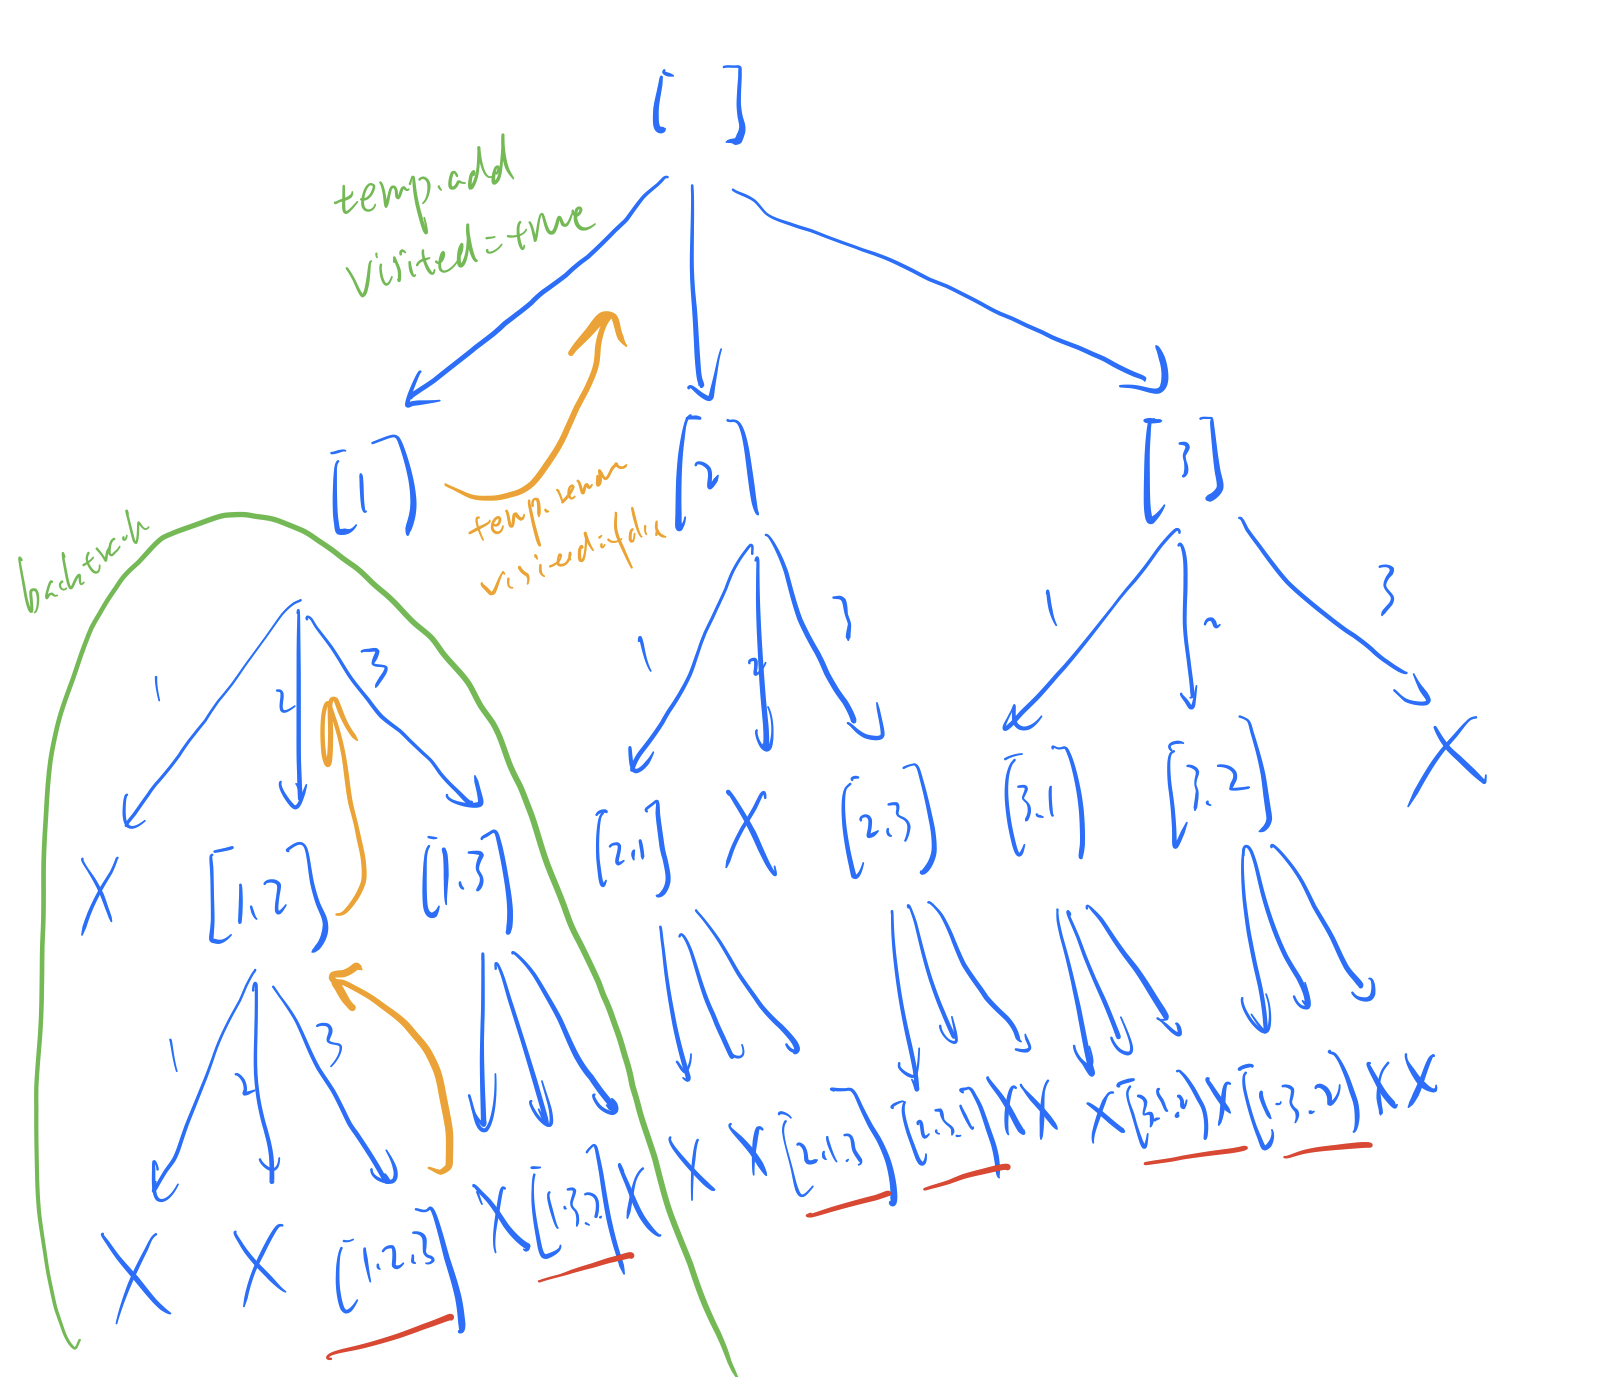 [ ]
temp.add
visited=true
[1]
[2]
[3]
temp.remov
visited=false
backtrack
1
2
3
1
2
3
1
2
3
X
[1,2]
[1.3]
[2.1]
X
[2.3]
[3.1]
[3.2]
X
1
2
3
X X [1.2.3]
X [1.3.2] X
X X [2.1.3]
[2.3.1] X X
X [3.1.2] X
[1.3.2] X X